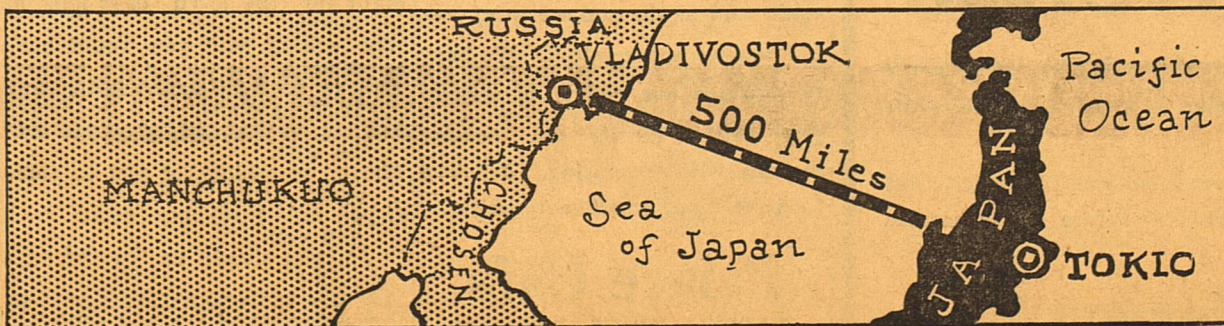 RUSSIA
VLADIVOSTOK
Pacific
Ocean
500 Miles
MANCHUKUO
CHOSEN
Sea
of Japan
JAPAN
TOKIO